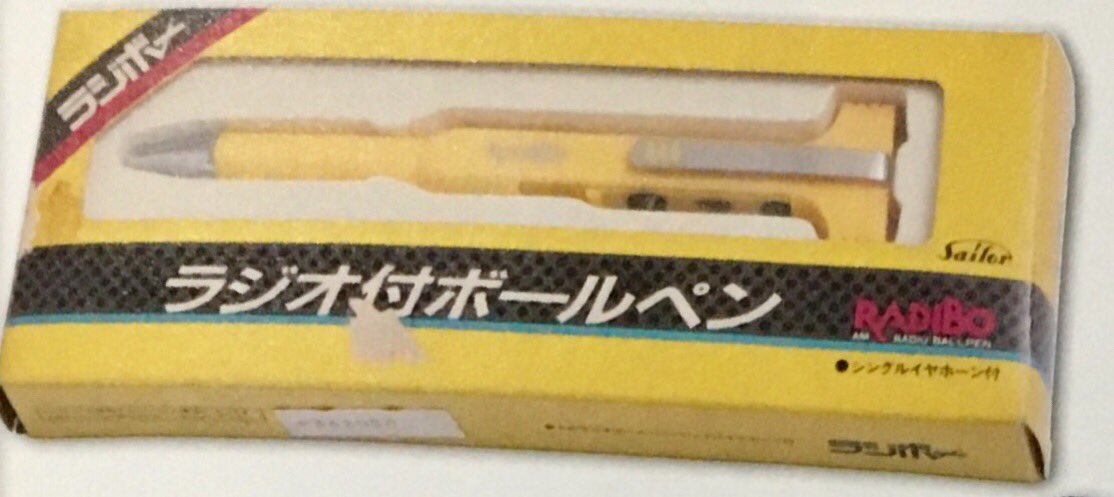 ラジボー
Sailor
ラジオ付ボールペン
RADIBO
AM RADIO BALLPEN
●シングルイヤホーン付
ラジボー